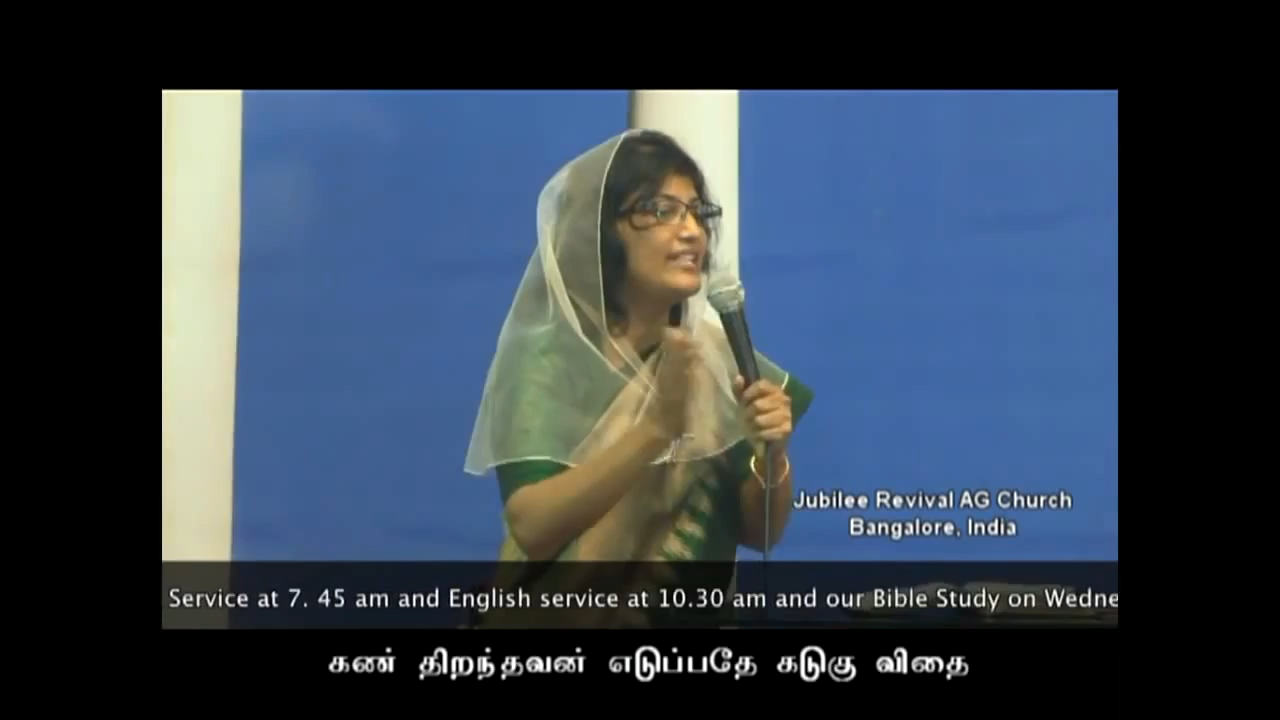 Jubilee Revival AG Church
Bangalore, India
Service at 7. 45 am and English service at 10.30 am and our Bible Study on Wedne
கண் திறந்தவன் எடுப்பதே கடுகு விதை